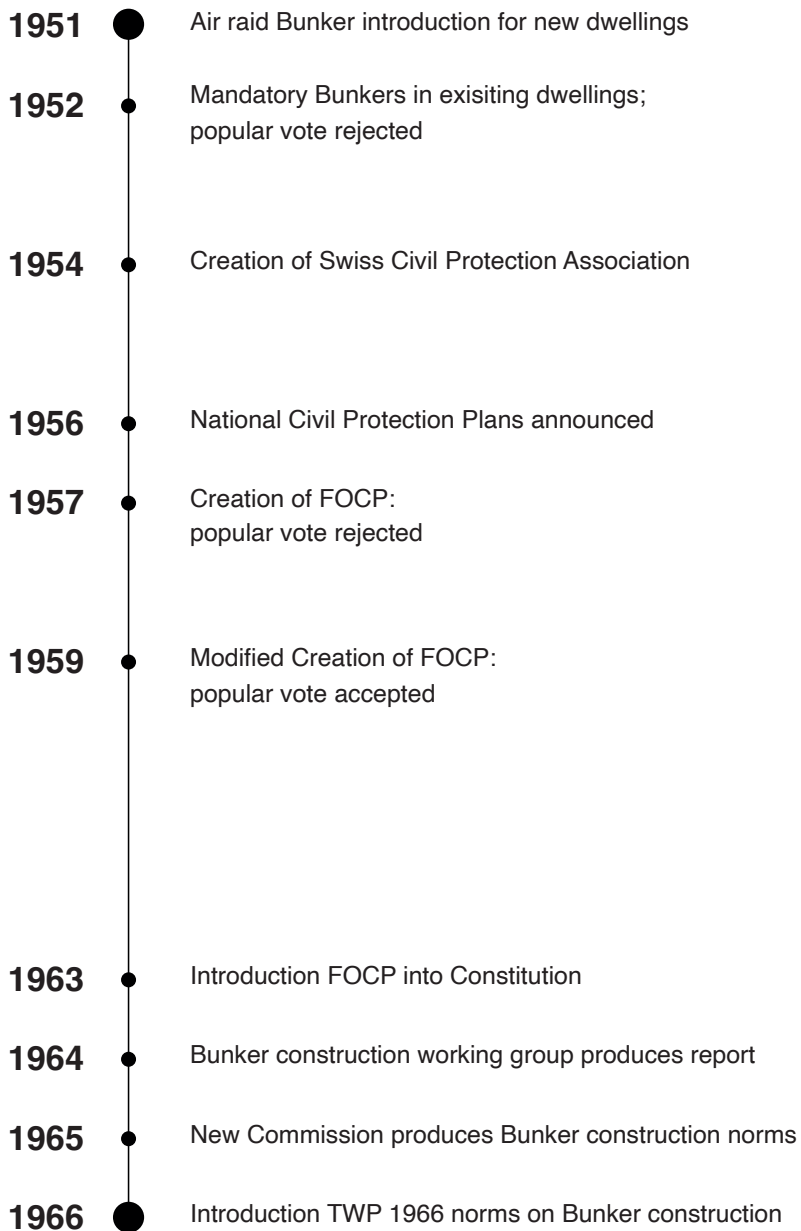 1951 Air raid Bunker introduction for new dwellings
1952 Mandatory Bunkers in exisiting dwellings;
popular vote rejected
1954 Creation of Swiss Civil Protection Association
1956 National Civil Protection Plans announced
1957 Creation of FOCP:
popular vote rejected
1959 Modified Creation of FOCP:
popular vote accepted
1963 Introduction FOCP into Constitution
1964 Bunker construction working group produces report
1965 New Commission produces Bunker construction norms
1966 Introduction TWP 1966 norms on Bunker construction